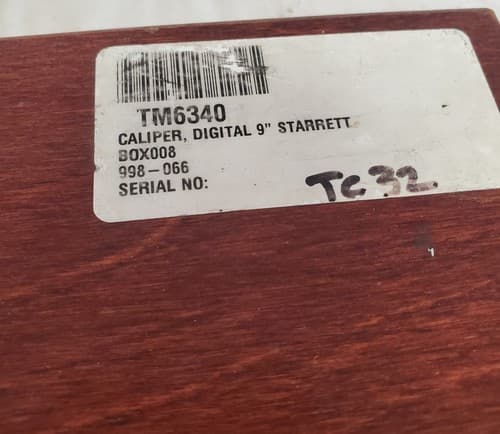 TM6340
CALIPER, DIGITAL 9" STARRETT
BOX008
998-066
SERIAL NO: TC32